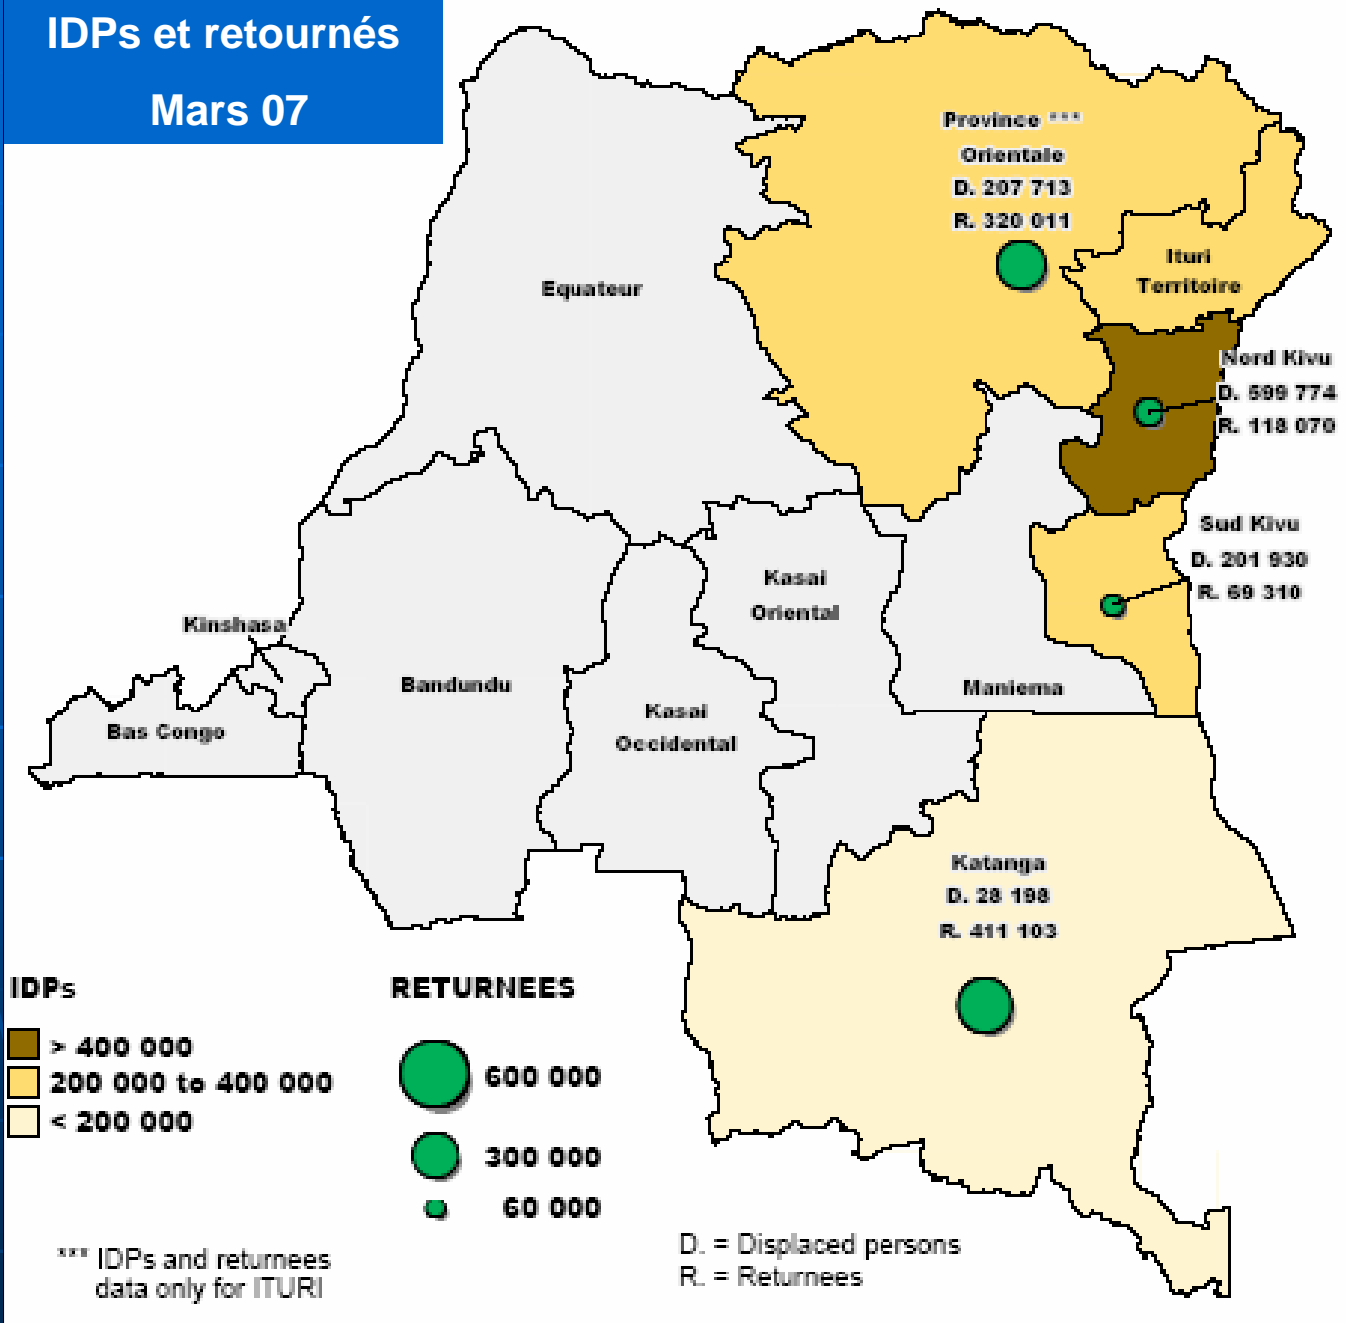 IDPs et retournés
Mars 07
Province ***
Orientale
D. 207 713
R. 320 011
Ituri
Territoire
Equateur
Nord Kivu
D. 599 774
R. 118 070
Sud Kivu
D. 201 930
R. 69 310
Kasai
Oriental
Kinshasa
Bandundu
Maniema
Kasai
Occidental
Bas Congo
Katanga
D. 28 198
R. 411 103
IDPs
> 400 000
200 000 to 400 000
< 200 000
RETURNEES
600 000
300 000
60 000
*** IDPs and returnees
data only for ITURI
D. = Displaced persons
R. = Returnees